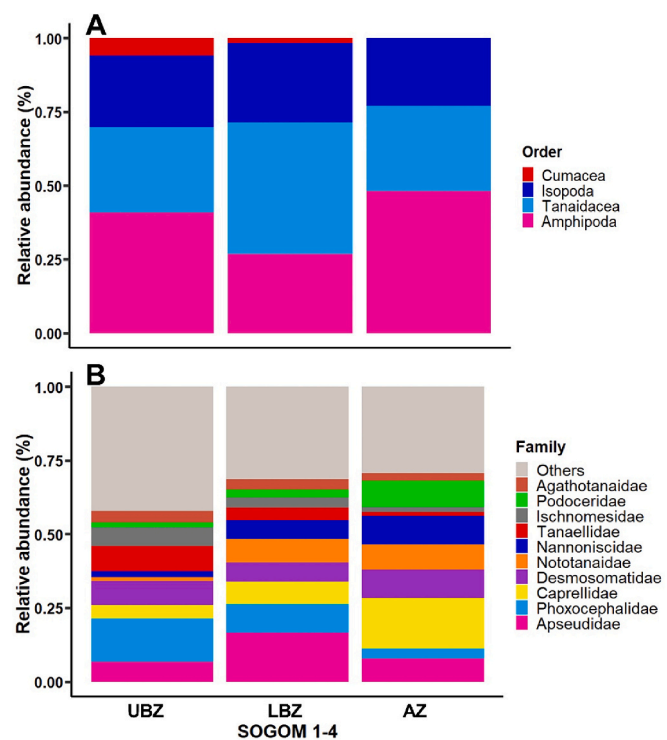 A
Relative abundance (%)
1.00
0.75
0.50
0.25
0.00
Order
Cumacea
Isopoda
Tanaidacea
Amphipoda
B
Relative abundance (%)
1.00
0.75
0.50
0.25
0.00
Family
Others
Agathotanaidae
Podoceridae
Ischnomesidae
Tanaellidae
Nannoniscidae
Nototanaidae
Desmosomatidae
Caprellidae
Phoxocephalidae
Apseudidae
UBZ LBZ AZ
SOGOM 1-4